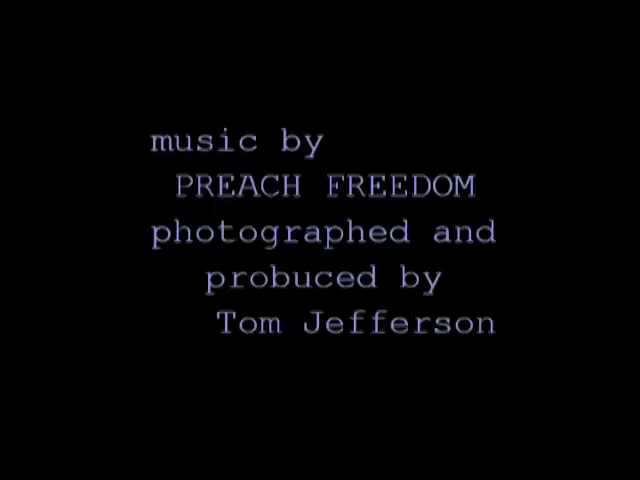 music by
PREACH FREEDOM
photographed and
probuced by
Tom Jefferson